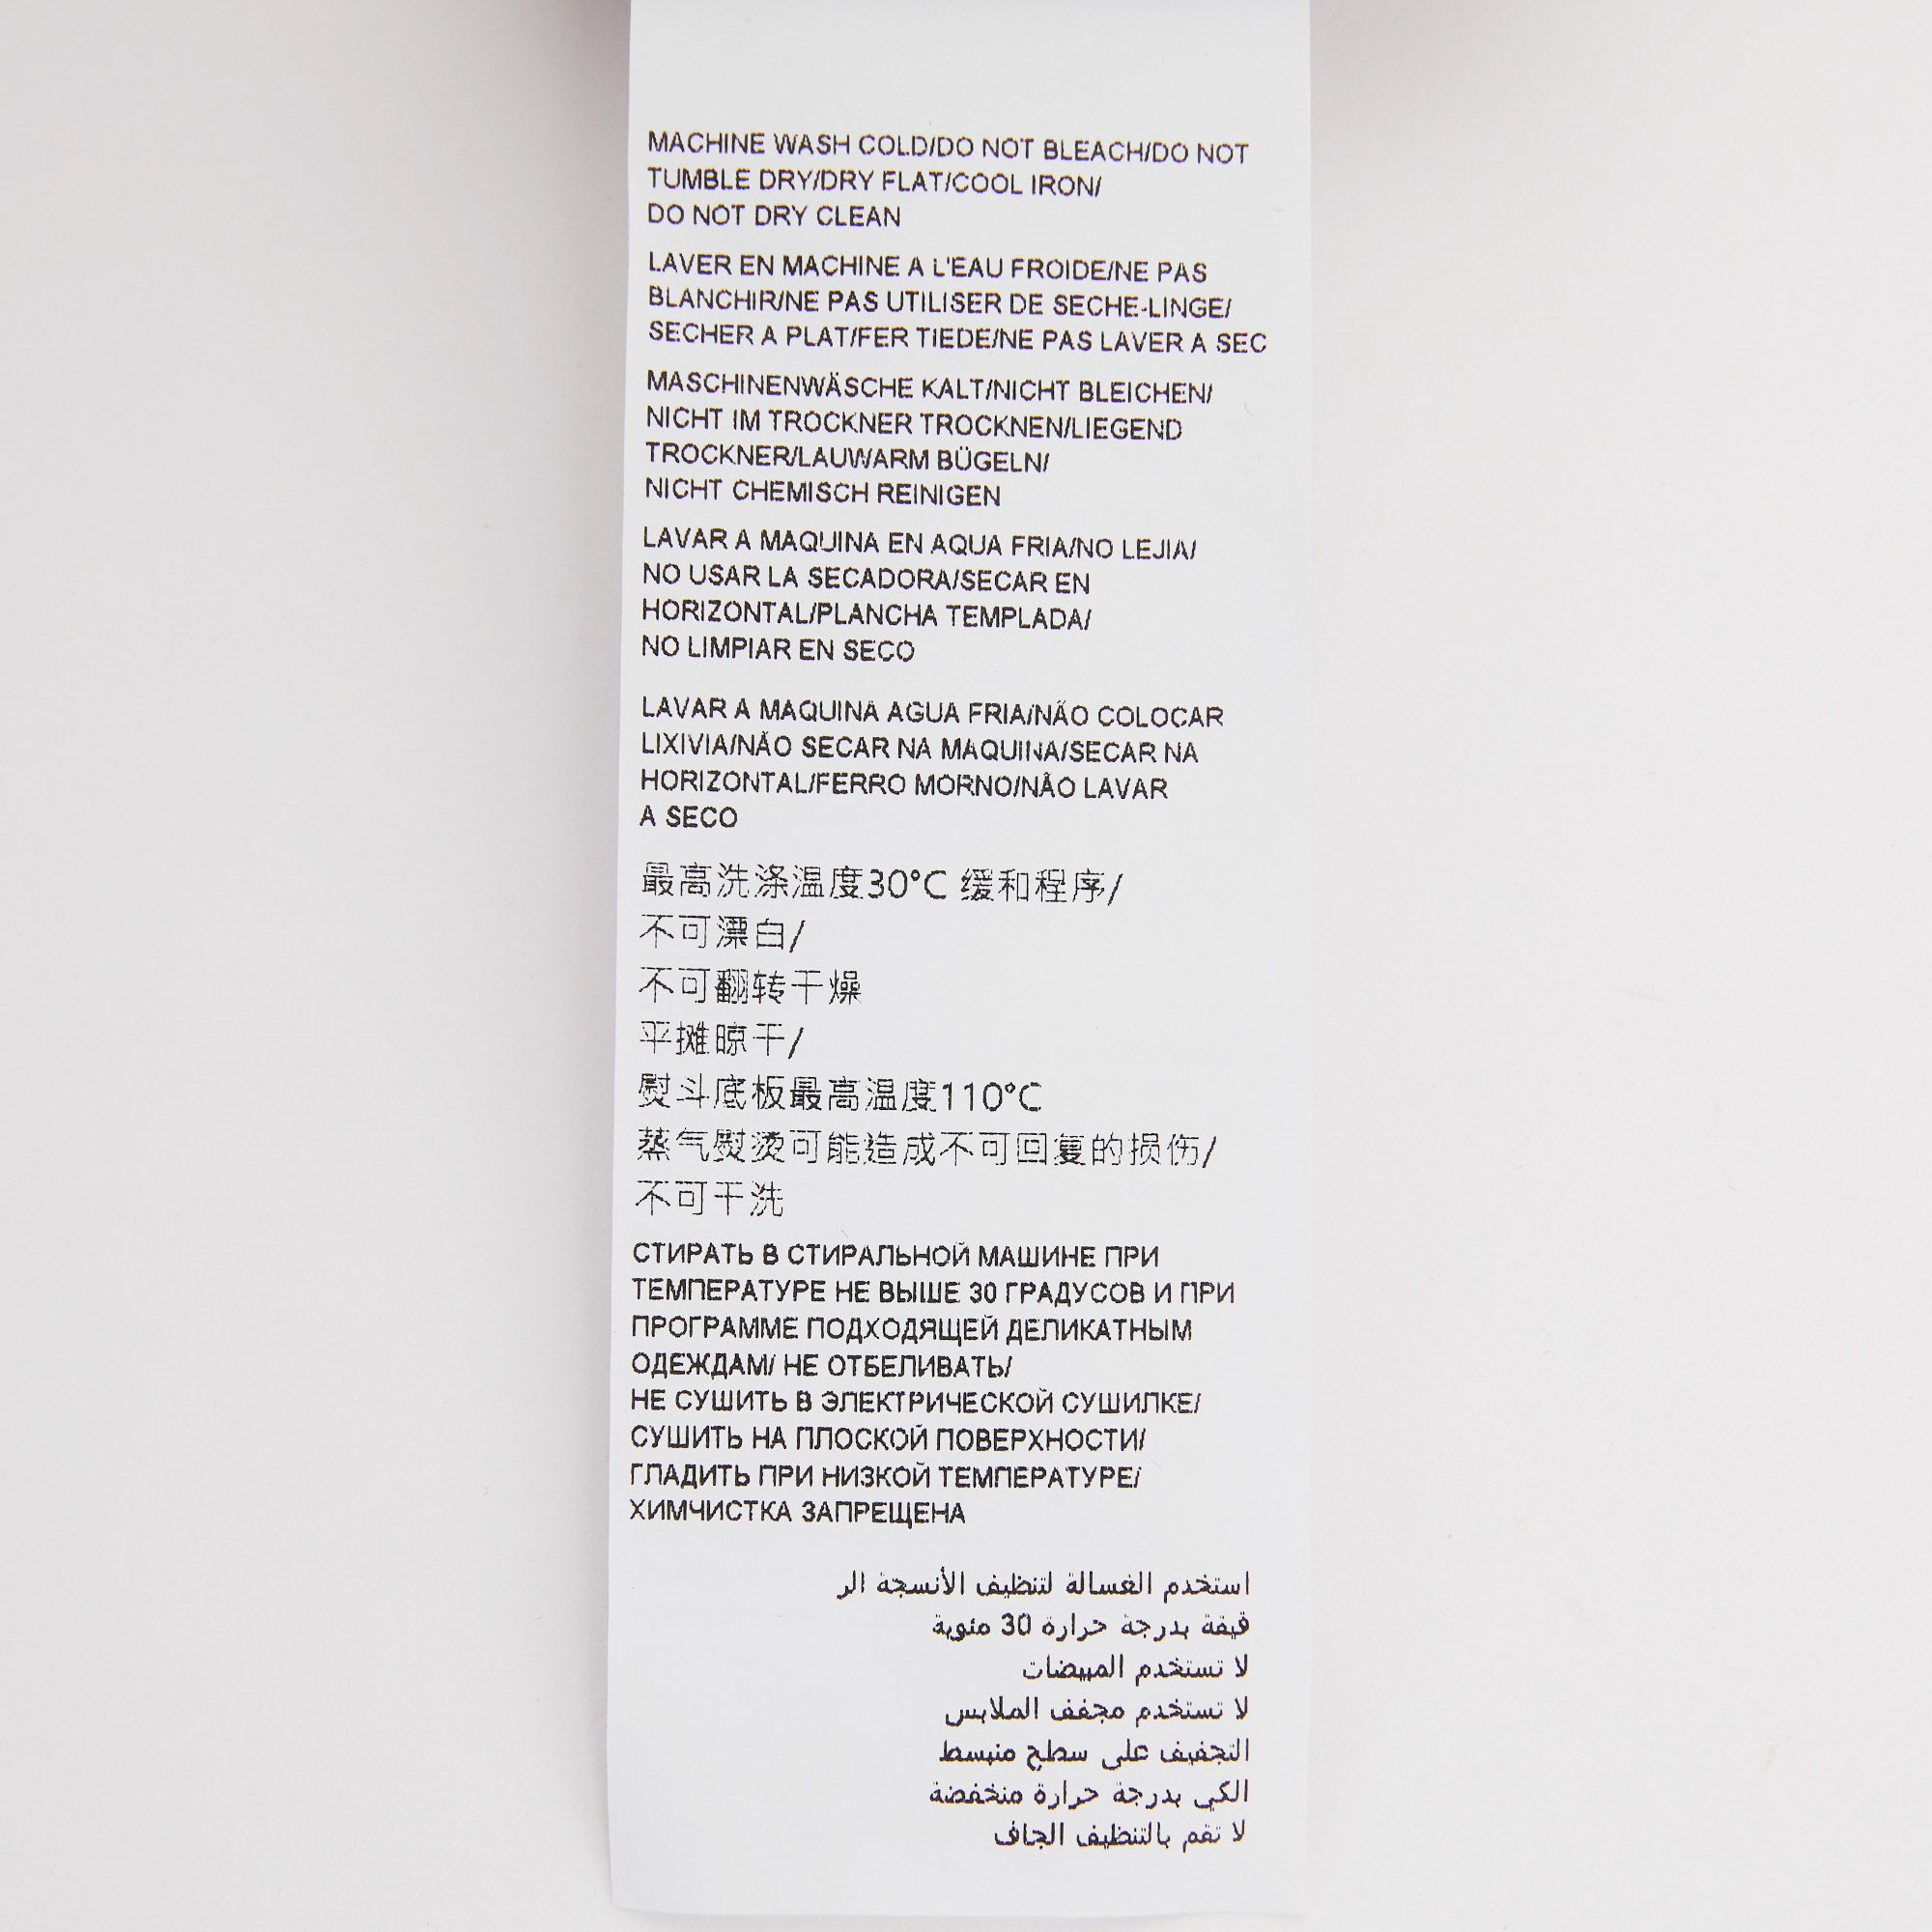 MACHINE WASH COLD/DO NOT BLEACH/DO NOT
TUMBLE DRY/DRY FLAT/COOL IRON/
DO NOT DRY CLEAN
LAVER EN MACHINE A L'EAU FROIDE/NE PAS
BLANCHIR/NE PAS UTILISER DE SECHE-LINGE/
SECHER A PLAT/FER TIEDE/NE PAS LAVER A SEC
MASCHINENWÄSCHE KALT/NICHT BLEICHEN/
NICHT IM TROCKNER TROCKNEN/LIEGEND
TROCKNER/LAUWARM BÜGELN/
NICHT CHEMISCH REINIGEN
LAVAR A MAQUINA EN AQUA FRIA/NO LEJIA/
NO USAR LA SECADORA/SECAR EN
HORIZONTAL/PLANCHA TEMPLADA/
NO LIMPIAR EN SECO
LAVAR A MAQUINA AGUA FRIA/NÃO COLOCAR
LIXIVIA/NÃO SECAR NA MAQUINA/SECAR NA
HORIZONTAL/FERRO MORNO/NÃO LAVAR
A SECO
最高洗涤温度30°C 缓和程序/
不可漂白/
不可翻转干燥
平摊晾干/
熨斗底板最高温度110°C
蒸气熨烫可能造成不可回复的损伤/
不可干洗
СТИРАТЬ В СТИРАЛЬНОЙ МАШИНЕ ПРИ
ТЕМПЕРАТУРЕ НЕ ВЫШЕ 30 ГРАДУСОВ И ПРИ
ПРОГРАММЕ ПОДХОДЯЩЕЙ ДЕЛИКАТНЫМ
ОДЕЖДАМ/ НЕ ОТБЕЛИВАТЬ/
НЕ СУШИТЬ В ЭЛЕКТРИЧЕСКОЙ СУШИЛКЕ/
СУШИТЬ НА ПЛОСКОЙ ПОВЕРХНОСТИ/
ГЛАДИТЬ ПРИ НИЗКОЙ ТЕМПЕРАТУРЕ/
ХИМЧИСТКА ЗАПРЕЩЕНА
استخدم الغسالة لتنظيف الأنسجة الر
قيقة بدرجة حرارة 30 مئوية
لا تستخدم المبيضات
لا تستخدم مجفف الملابس
التجفيف على سطح منبسط
الكي بدرجة حرارة منخفضة
لا تقم بالتنظيف الجاف